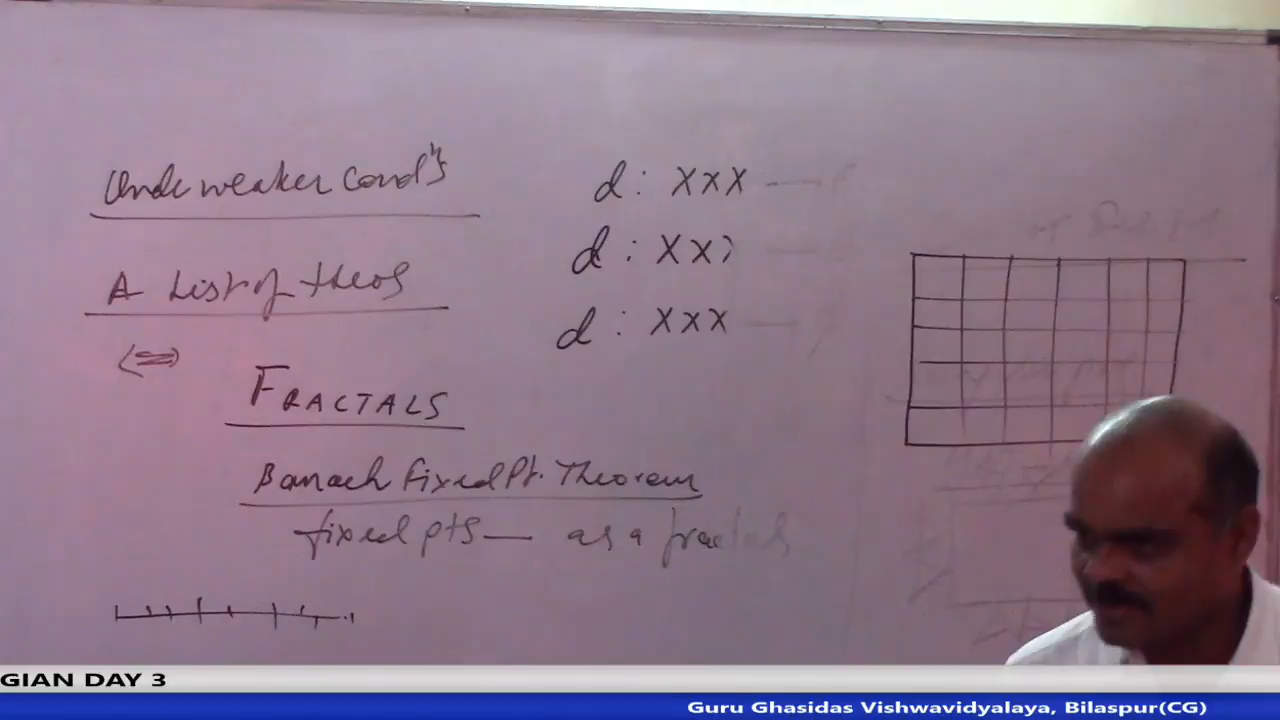 Unde weaker Cond^n s
A List of theos
(=)
d : X x X —
d : X x
d : X x X —
FRACTALS
Banach Fixed Pt. Theorem
fixed pts — as a fractals
GIAN DAY 3
Guru Ghasidas Vishwavidyalaya, Bilaspur(CG)